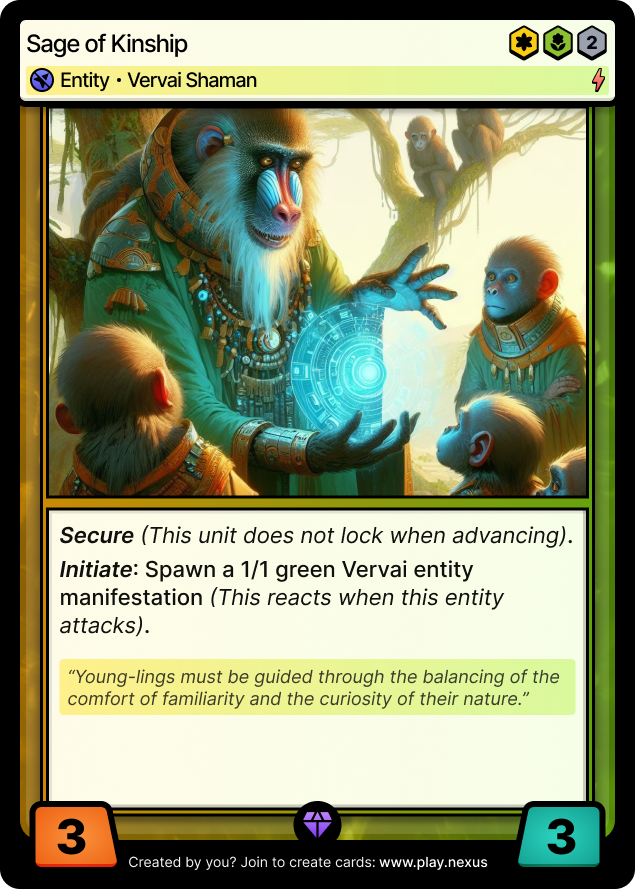 Sage of Kinship
2
Entity • Vervai Shaman
Secure (This unit does not lock when advancing).
Initiate: Spawn a 1/1 green Vervai entity
manifestation (This reacts when this entity
attacks).
“Young-lings must be guided through the balancing of the
comfort of familiarity and the curiosity of their nature.”
3
3
Created by you? Join to create cards: www.play.nexus